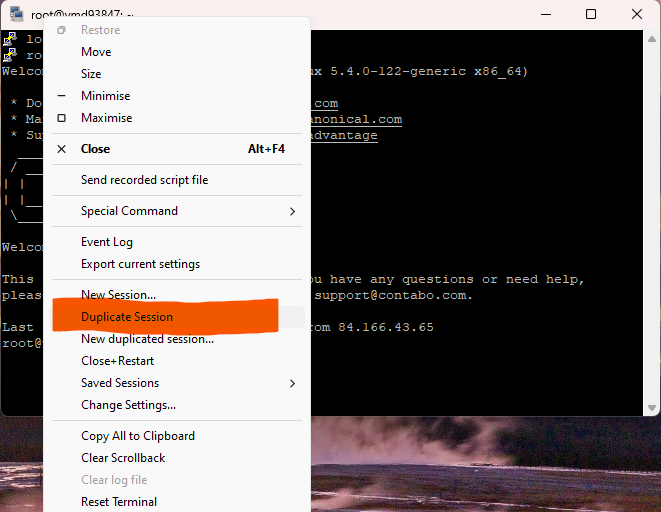 root@vmd93847: ~
Restore
lo
Move
ro
Size
Welcom ux 5.4.0-122-generic x86_64)
Minimise
* Do .com
Maximise
* Ma anonical.com
* Su advantage
Close Alt+F4
Send recorded script file
Special Command
Event Log
Welcom
Export current settings
This ou have any questions or need help,
New Session...
pleas support@contabo.com.
Duplicate Session
Last rom 84.166.43.65
New duplicated session...
root@
Close+Restart
Saved Sessions
Change Settings...
Copy All to Clipboard
Clear Scrollback
Clear log file
Reset Terminal